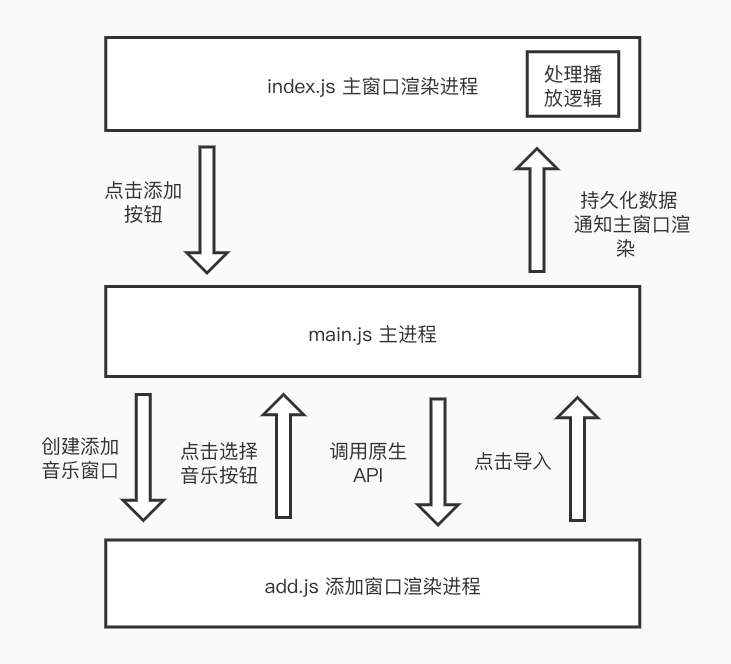 index.js 主窗口渲染进程
处理播
放逻辑
点击添加
按钮
持久化数据
通知主窗口渲
染
main.js 主进程
创建添加
音乐窗口
点击选择
音乐按钮
调用原生
API
点击导入
add.js 添加窗口渲染进程